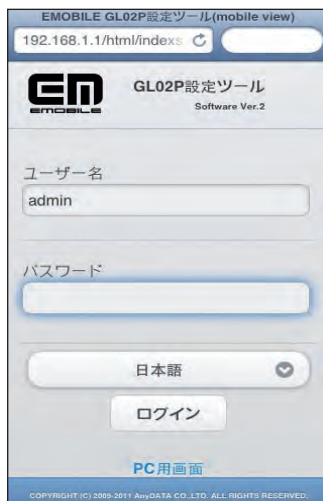 EMOBILE GL02P設定ツール(mobile view)
192.168.1.1/html/indexs
EM
EMOBILE
GL02P設定ツール
Software Ver.2
ユーザー名
admin
パスワード
日本語
ログイン
PC用画面
COPYRIGHT (C) 2009-2011 AnyDATA CO.,LTD. ALL RIGHTS RESERVED.